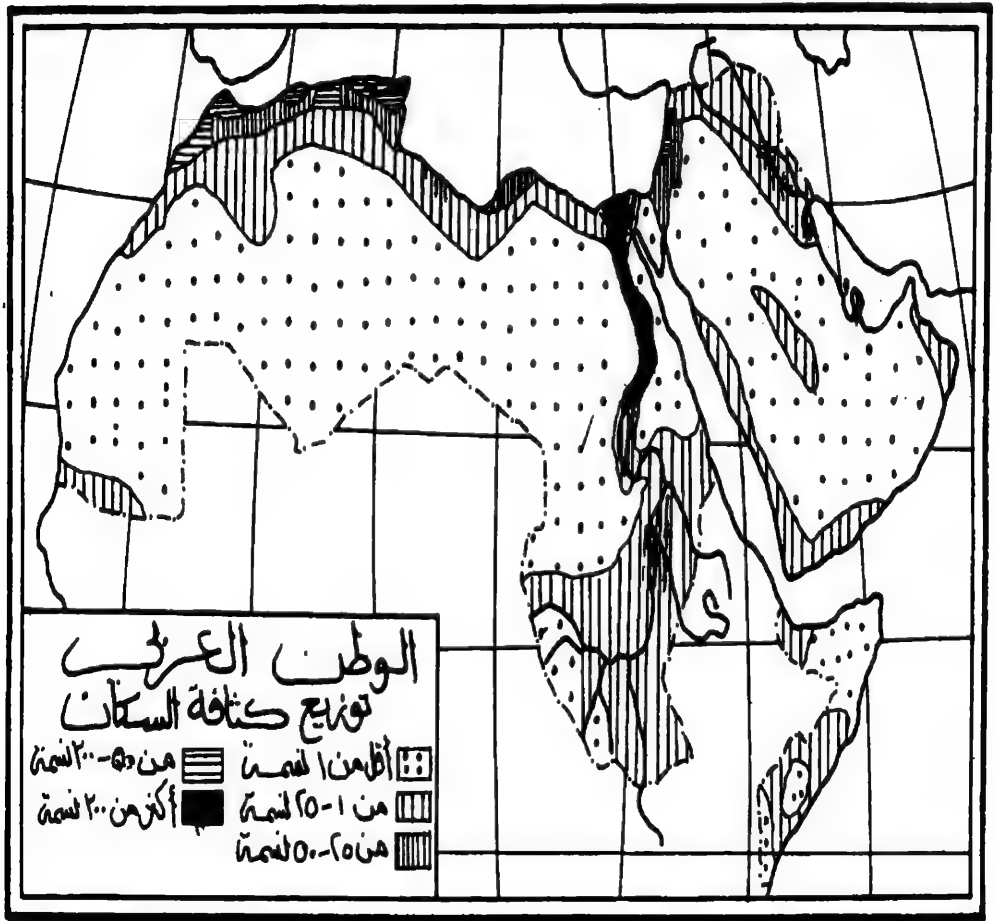 الوطن العربي
توزيع كثافة السكان
أقل من ١ نسمة
من ١-٢٥ نسمة
من ٢٥-٥٠ نسمة
من ٥٠-٢٠٠ نسمة
أكثر من ٢٠٠ نسمة